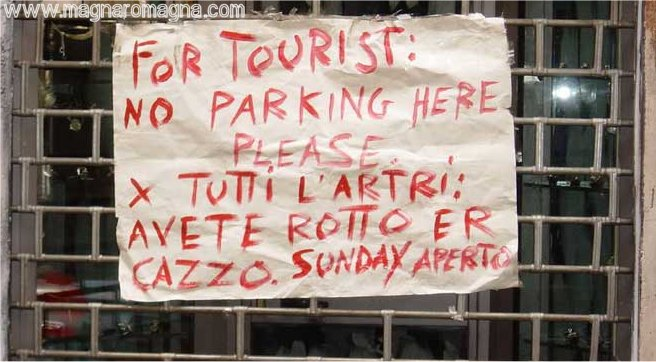 www.magnaromagna.com
FOR TOURIST:
NO PARKING HERE
PLEASE.
X TUTTI L'ARTRI:
AVETE ROTTO ER
CAZZO. SUNDAY APERTO